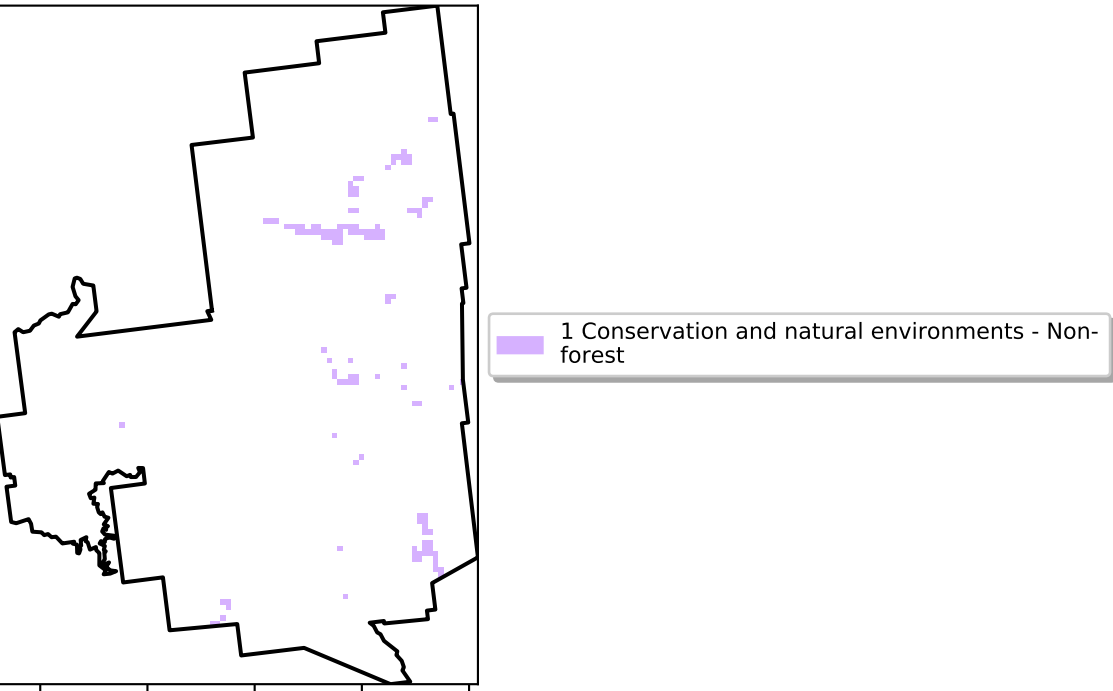 1 Conservation and natural environments - Non-
forest